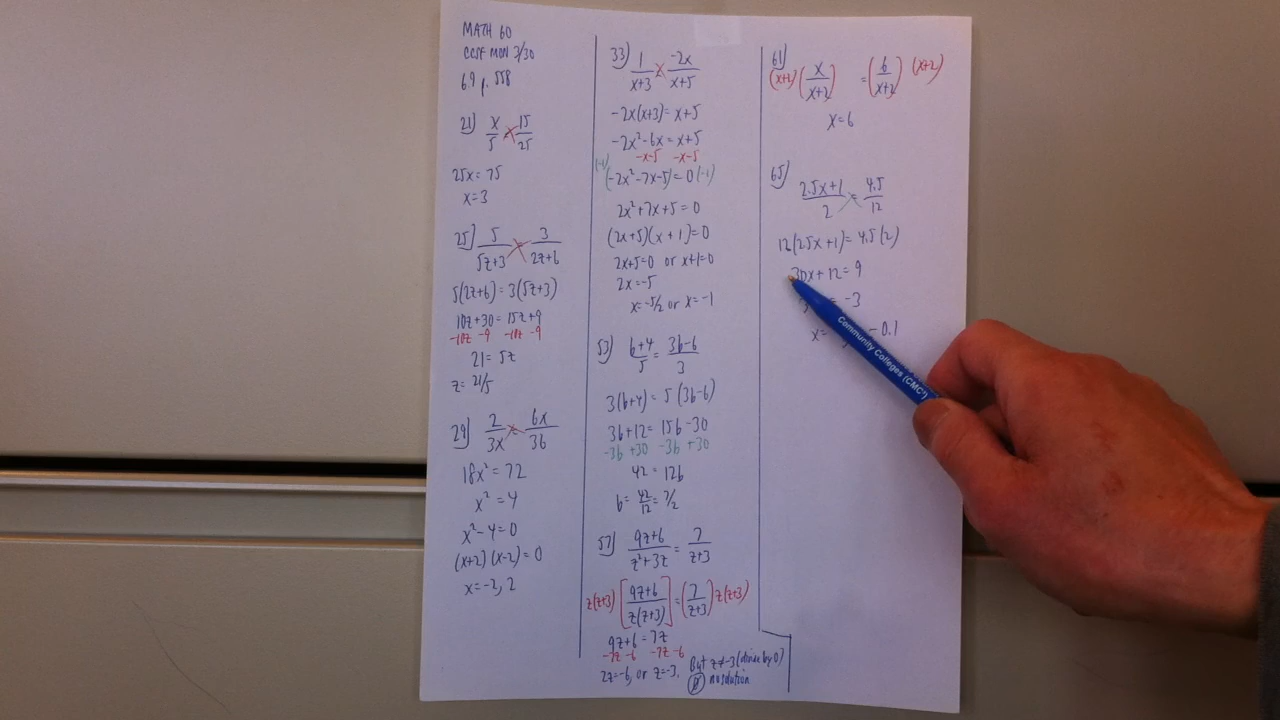 MATH 60
CCSF MON 3/30
6.9 p. 558
21) x/5 = 15/25
25x = 75
x = 3
25) 5/(5z+3) = 3/(2z+6)
5(2z+6) = 3(5z+3)
10z+30 = 15z+9
-10z -9 -10z -9
21 = 5z
z = 21/5
29) 2/(3x) = 6x/36
18x² = 72
x² = 4
x² - 4 = 0
(x+2)(x-2) = 0
x = -2, 2
33) 1/(x+3) = -2x/(x+5)
-2x(x+3) = x+5
-2x²-6x = x+5
-x-5 -x-5
(-1)(-2x²-7x-5) = 0(-1)
2x²+7x+5 = 0
(2x+5)(x+1) = 0
2x+5=0 or x+1=0
2x = -5
x = -5/2 or x = -1
53) (b+4)/5 = (3b-6)/3
3(b+4) = 5(3b-6)
3b+12 = 15b-30
-3b +30 -3b +30
42 = 12b
b = 42/12 = 7/2
57) (9z+6)/(z²+3z) = 7/(z+3)
z(z+3) [(9z+6)/(z(z+3))] = (7/(z+3)) z(z+3)
9z+6 = 7z
-7z -6 -7z -6
2z = -6, or z = -3. But z ≠ -3 (divide by 0)
Ø no solution
61) (x+2) (x/(x+2)) = (6/(x+2)) (x+2)
x = 6
65) (2.5x+1)/2 = 4.5/12
12(2.5x+1) = 4.5(2)
30x+12 = 9
= -3
x = -0.1
Community Colleges (CMC³)